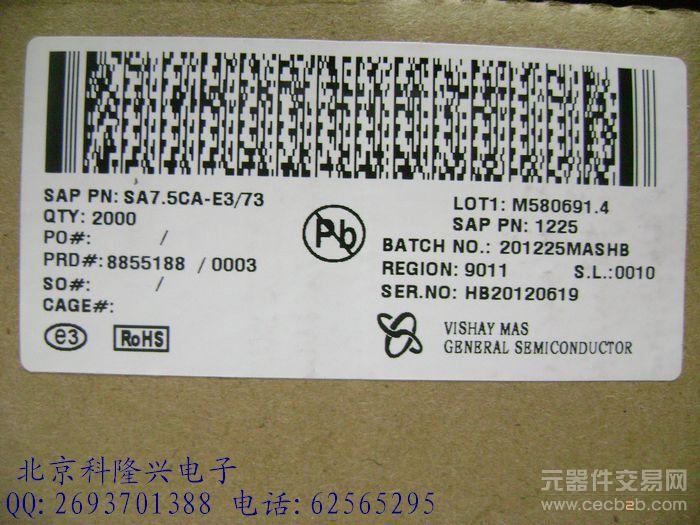 SAP PN: SA7.5CA-E3/73
QTY: 2000
PO#: /
PRD#: 8855188 / 0003
SO#: /
CAGE#:
e3 RoHS
Pb
LOT1: M580691.4
SAP PN: 1225
BATCH NO.: 201225MASHB
REGION: 9011 S.L.:0010
SER.NO: HB20120619
VISHAY MAS
GENERAL SEMICONDUCTOR
北京科隆兴电子
QQ: 2693701388 电话: 62565295
元器件交易网
www.cecb2b.com